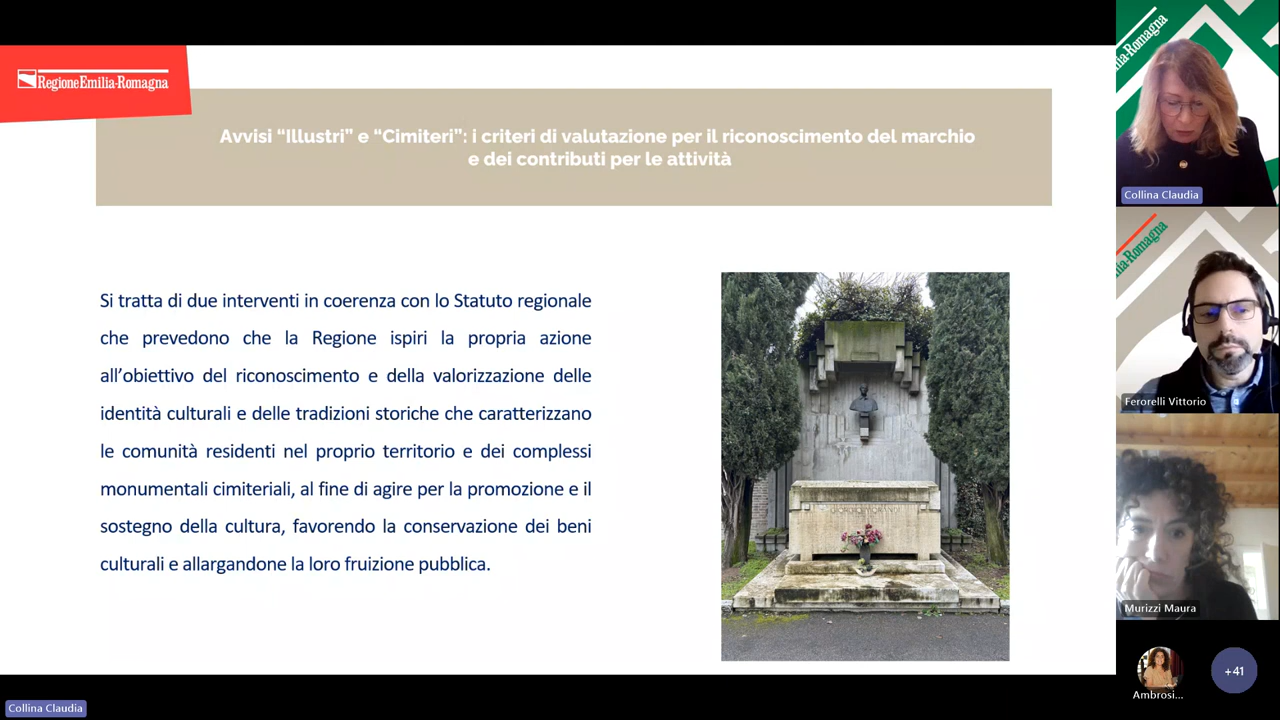 RegioneEmilia-Romagna
Avvisi “Illustri” e “Cimiteri”: i criteri di valutazione per il riconoscimento del marchio
e dei contributi per le attività
Si tratta di due interventi in coerenza con lo Statuto regionale
che prevedono che la Regione ispiri la propria azione
all’obiettivo del riconoscimento e della valorizzazione delle
identità culturali e delle tradizioni storiche che caratterizzano
le comunità residenti nel proprio territorio e dei complessi
monumentali cimiteriali, al fine di agire per la promozione e il
sostegno della cultura, favorendo la conservazione dei beni
culturali e allargandone la loro fruizione pubblica.
Collina Claudia
Ferorelli Vittorio
Murizzi Maura
Ambrosi...
+41
Collina Claudia